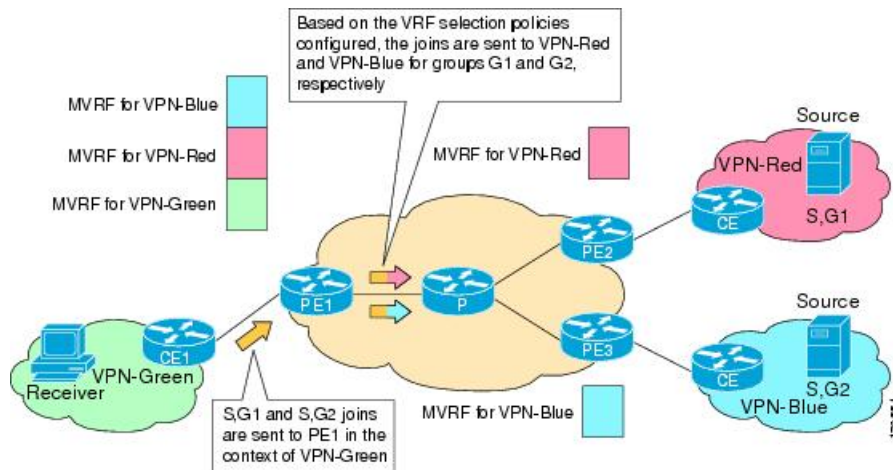 Based on the VRF selection policies
configured, the joins are sent to VPN-Red
and VPN-Blue for groups G1 and G2,
respectively
MVRF for VPN-Blue
MVRF for VPN-Red
MVRF for VPN-Green
MVRF for VPN-Red
Source
VPN-Red
S,G1
CE
PE2
PE1
P
CE1
VPN-Green
Receiver
PE3
Source
CE
S,G2
VPN-Blue
MVRF for VPN-Blue
S,G1 and S,G2 joins
are sent to PE1 in the
context of VPN-Green